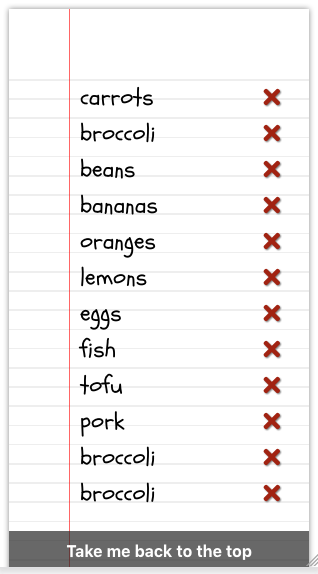 carrots
broccoli
beans
bananas
oranges
lemons
eggs
fish
tofu
pork
broccoli
broccoli
Take me back to the top